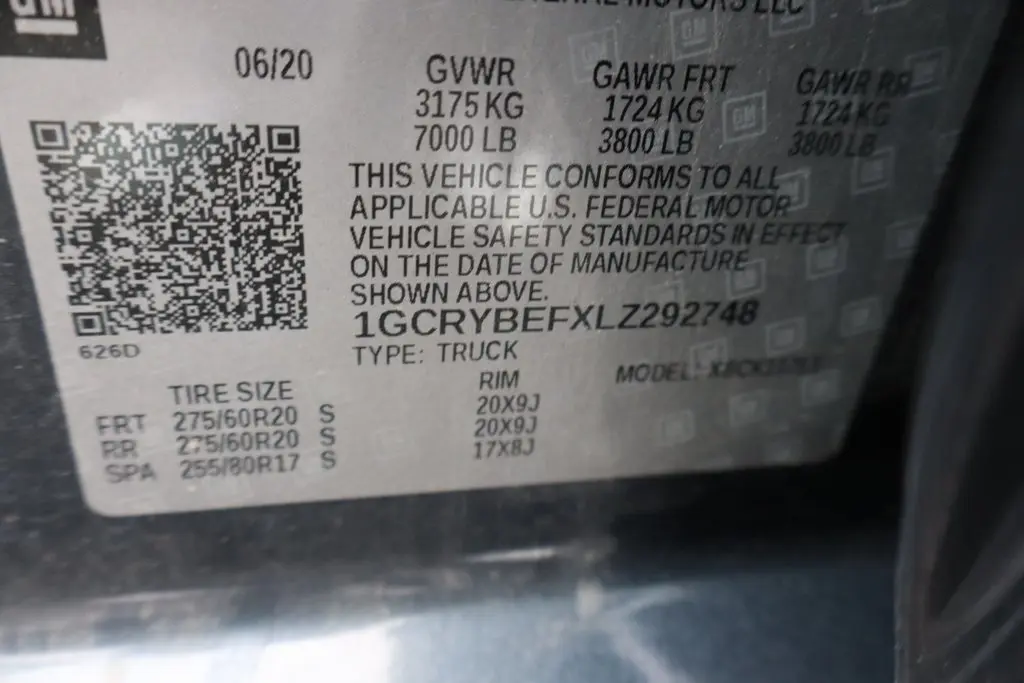 GM
GENERAL MOTORS LLC
06/20 GVWR GAWR FRT GAWR RR
3175 KG 1724 KG 1724 KG
7000 LB 3800 LB 3800 LB
THIS VEHICLE CONFORMS TO ALL
APPLICABLE U.S. FEDERAL MOTOR
VEHICLE SAFETY STANDARDS IN EFFECT
ON THE DATE OF MANUFACTURE
SHOWN ABOVE.
1GCRYBEFXLZ292748
626D
TYPE: TRUCK MODEL:
TIRE SIZE RIM
FRT 275/60R20 S 20X9J
RR 275/60R20 S 20X9J
SPA 255/80R17 S 17X8J